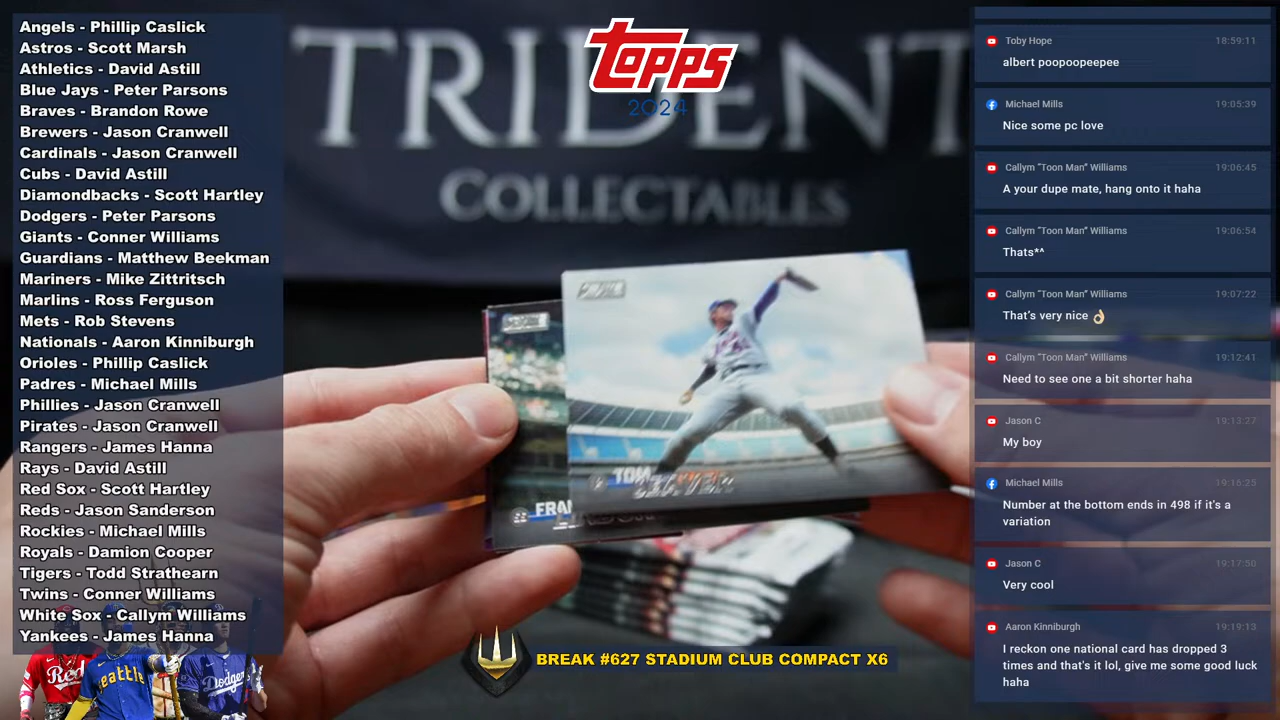 Angels - Phillip Caslick
Astros - Scott Marsh
Athletics - David Astill
Blue Jays - Peter Parsons
Braves - Brandon Rowe
Brewers - Jason Cranwell
Cardinals - Jason Cranwell
Cubs - David Astill
Diamondbacks - Scott Hartley
Dodgers - Peter Parsons
Giants - Conner Williams
Guardians - Matthew Beekman
Mariners - Mike Zittritsch
Marlins - Ross Ferguson
Mets - Rob Stevens
Nationals - Aaron Kinniburgh
Orioles - Phillip Caslick
Padres - Michael Mills
Phillies - Jason Cranwell
Pirates - Jason Cranwell
Rangers - James Hanna
Rays - David Astill
Red Sox - Scott Hartley
Reds - Jason Sanderson
Rockies - Michael Mills
Royals - Damion Cooper
Tigers - Todd Strathearn
Twins - Conner Williams
White Sox - Callym Williams
Yankees - James Hanna
Reds
Seattle
Dodgers
TRIDENT
COLLECTABLES
topps
2024
TOM
SEAVER
FRAN
BREAK #627 STADIUM CLUB COMPACT X6
Toby Hope 18:59:11
albert poopoopeepee
Michael Mills 19:05:39
Nice some pc love
Callym "Toon Man" Williams 19:06:45
A your dupe mate, hang onto it haha
Callym "Toon Man" Williams 19:06:54
Thats*^
Callym "Toon Man" Williams 19:07:22
That's very nice 👌🏼
Callym "Toon Man" Williams 19:12:41
Need to see one a bit shorter haha
Jason C 19:13:27
My boy
Michael Mills 19:16:25
Number at the bottom ends in 498 if it's a
variation
Jason C 19:17:50
Very cool
Aaron Kinniburgh 19:19:13
I reckon one national card has dropped 3
times and that's it lol, give me some good luck
haha